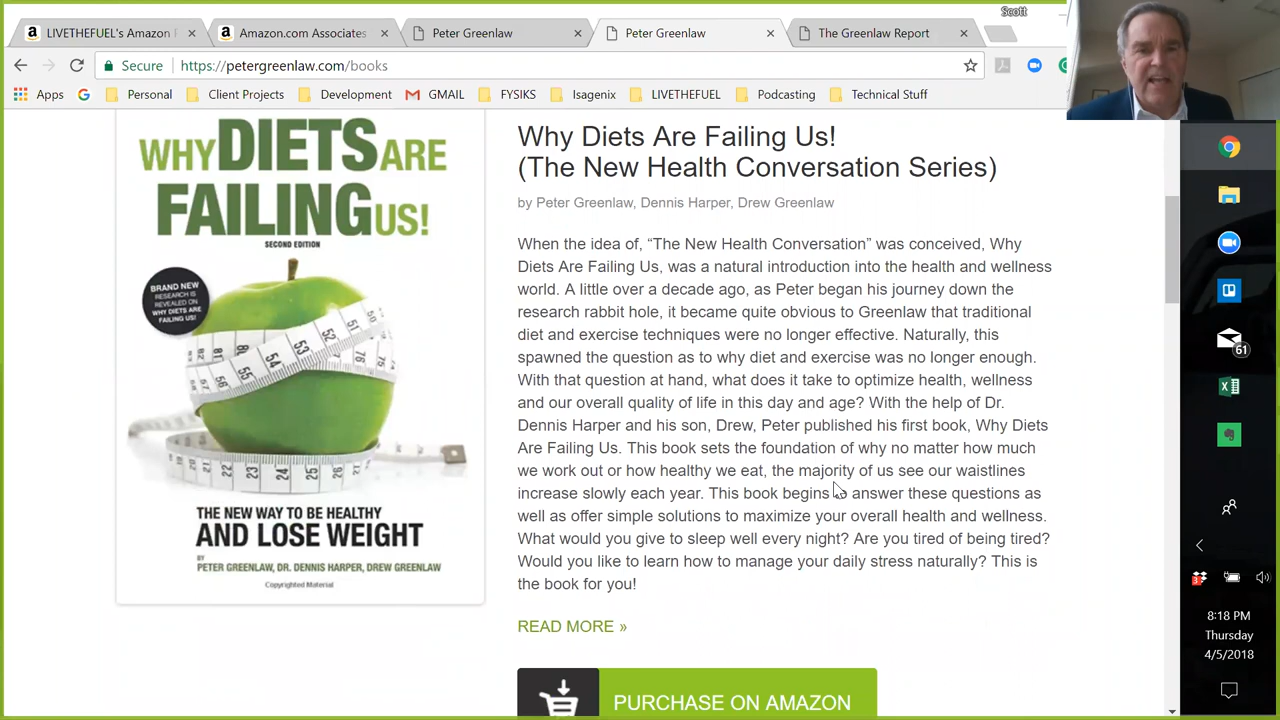 Scott
LIVETHEFUEL's Amazon
Amazon.com Associates
Peter Greenlaw
Peter Greenlaw
The Greenlaw Report
Secure
https://petergreenlaw.com/books
Apps
Personal
Client Projects
Development
GMAIL
FYSIKS
Isagenix
LIVETHEFUEL
Podcasting
Technical Stuff
WHY DIETS ARE
FAILING US!
SECOND EDITION
BRAND NEW
RESEARCH IS
REVEALED ON
WHY DIETS ARE
FAILING US!
THE NEW WAY TO BE HEALTHY
AND LOSE WEIGHT
BY
PETER GREENLAW, DR. DENNIS HARPER, DREW GREENLAW
Copyrighted Material
Why Diets Are Failing Us!
(The New Health Conversation Series)
by Peter Greenlaw, Dennis Harper, Drew Greenlaw
When the idea of, “The New Health Conversation” was conceived, Why
Diets Are Failing Us, was a natural introduction into the health and wellness
world. A little over a decade ago, as Peter began his journey down the
research rabbit hole, it became quite obvious to Greenlaw that traditional
diet and exercise techniques were no longer effective. Naturally, this
spawned the question as to why diet and exercise was no longer enough.
With that question at hand, what does it take to optimize health, wellness
and our overall quality of life in this day and age? With the help of Dr.
Dennis Harper and his son, Drew, Peter published his first book, Why Diets
Are Failing Us. This book sets the foundation of why no matter how much
we work out or how healthy we eat, the majority of us see our waistlines
increase slowly each year. This book begins to answer these questions as
well as offer simple solutions to maximize your overall health and wellness.
What would you give to sleep well every night? Are you tired of being tired?
Would you like to learn how to manage your daily stress naturally? This is
the book for you!
READ MORE »
PURCHASE ON AMAZON
61
3
8:18 PM
Thursday
4/5/2018